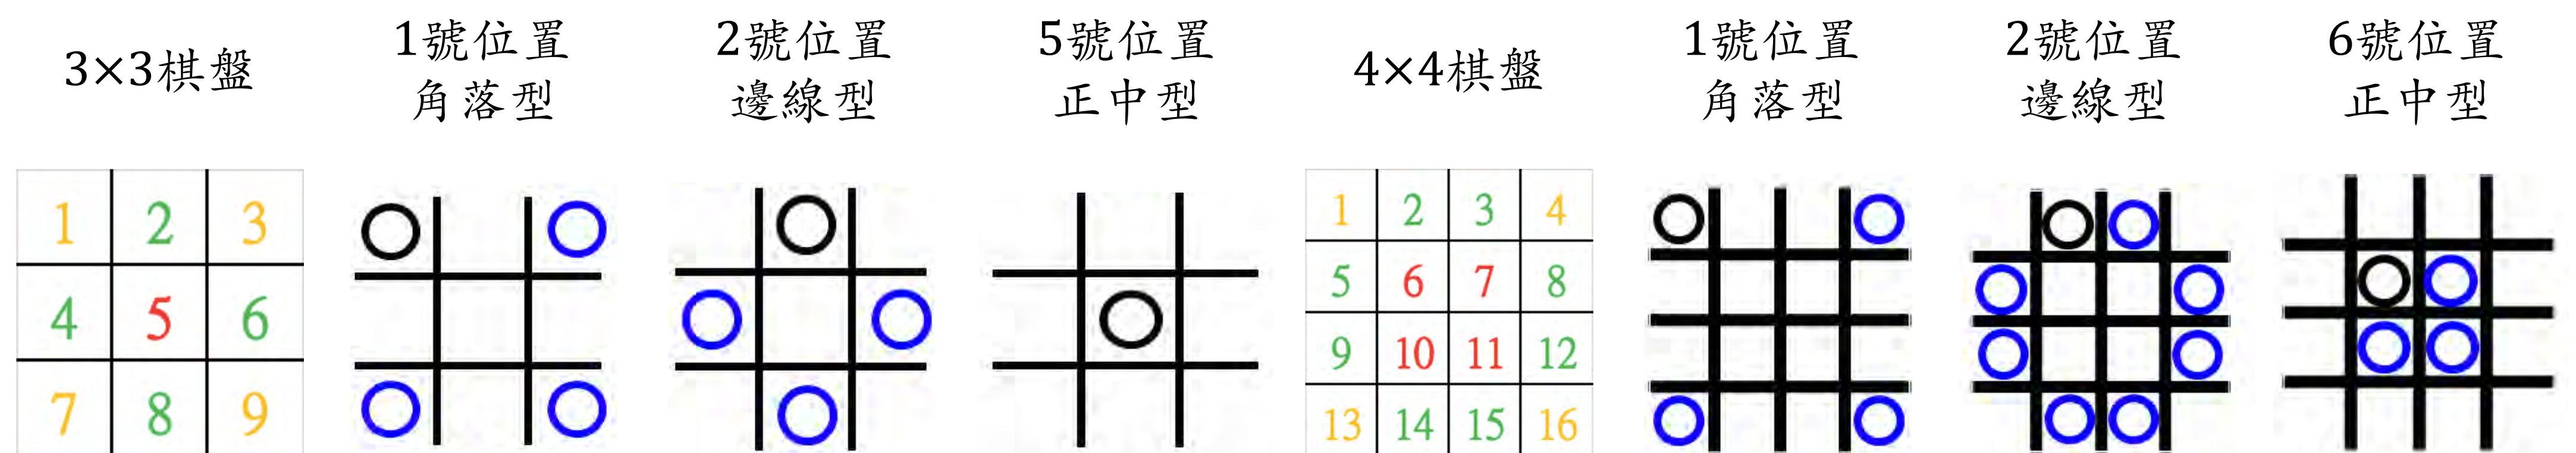 3×3棋盤
1 2 3
4 5 6
7 8 9
1號位置
角落型
2號位置
邊線型
5號位置
正中型
4×4棋盤
1 2 3 4
5 6 7 8
9 10 11 12
13 14 15 16
1號位置
角落型
2號位置
邊線型
6號位置
正中型